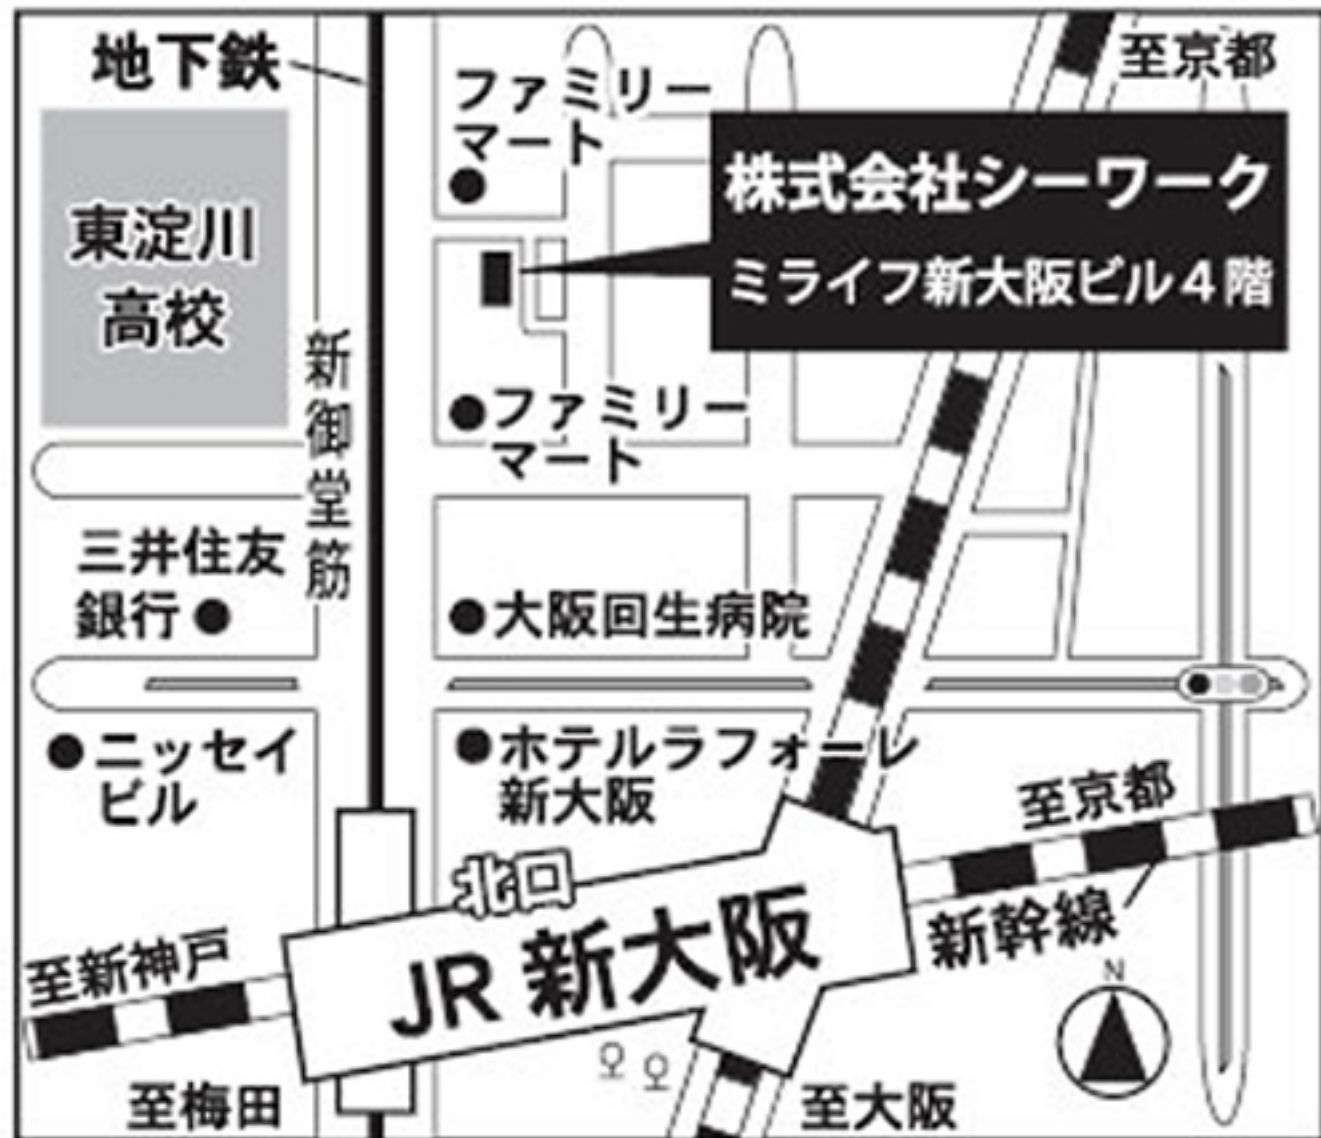 地下鉄
至京都
ファミリー
マート
株式会社シーワーク
ミライフ新大阪ビル4階
東淀川
高校
新御堂筋
ファミリー
マート
三井住友
銀行
大阪回生病院
ニッセイ
ビル
ホテルラフォーレ
新大阪
至京都
北口
JR 新大阪
新幹線
至新神戸
N
至梅田
至大阪